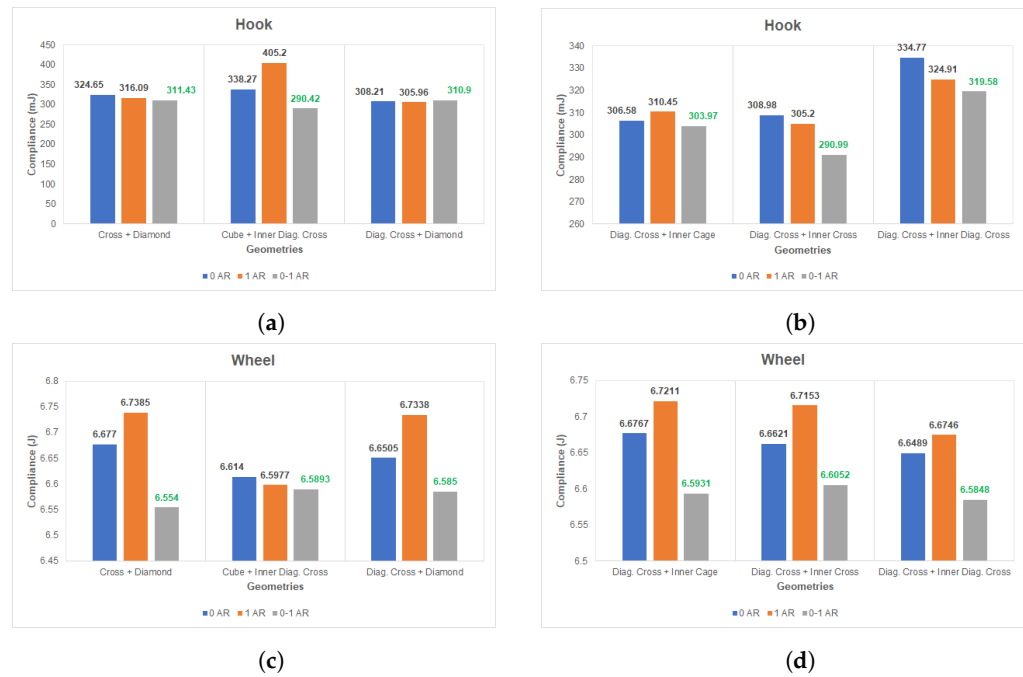 Hook
Compliance (mJ)
450
400
350
300
250
200
150
100
50
0
324.65 316.09 311.43
338.27 405.2 290.42
308.21 305.96 310.9
Cross + Diamond Cube + Inner Diag. Cross Diag. Cross + Diamond
Geometries
0 AR 1 AR 0-1 AR
(a)
Hook
Compliance (mJ)
340
330
320
310
300
290
280
270
260
306.58 310.45 303.97
308.98 305.2 290.99
334.77 324.91 319.58
Diag. Cross + Inner Cage Diag. Cross + Inner Cross Diag. Cross + Inner Diag. Cross
Geometries
0 AR 1 AR 0-1 AR
(b)
Wheel
Compliance (J)
6.8
6.75
6.7
6.65
6.6
6.55
6.5
6.45
6.677 6.7385 6.554
6.614 6.5977 6.5893
6.6505 6.7338 6.585
Cross + Diamond Cube + Inner Diag. Cross Diag. Cross + Diamond
Geometries
0 AR 1 AR 0-1 AR
(c)
Wheel
Compliance (J)
6.75
6.7
6.65
6.6
6.55
6.5
6.6767 6.7211 6.5931
6.6621 6.7153 6.6052
6.6489 6.6746 6.5848
Diag. Cross + Inner Cage Diag. Cross + Inner Cross Diag. Cross + Inner Diag. Cross
Geometries
0 AR 1 AR 0-1 AR
(d)